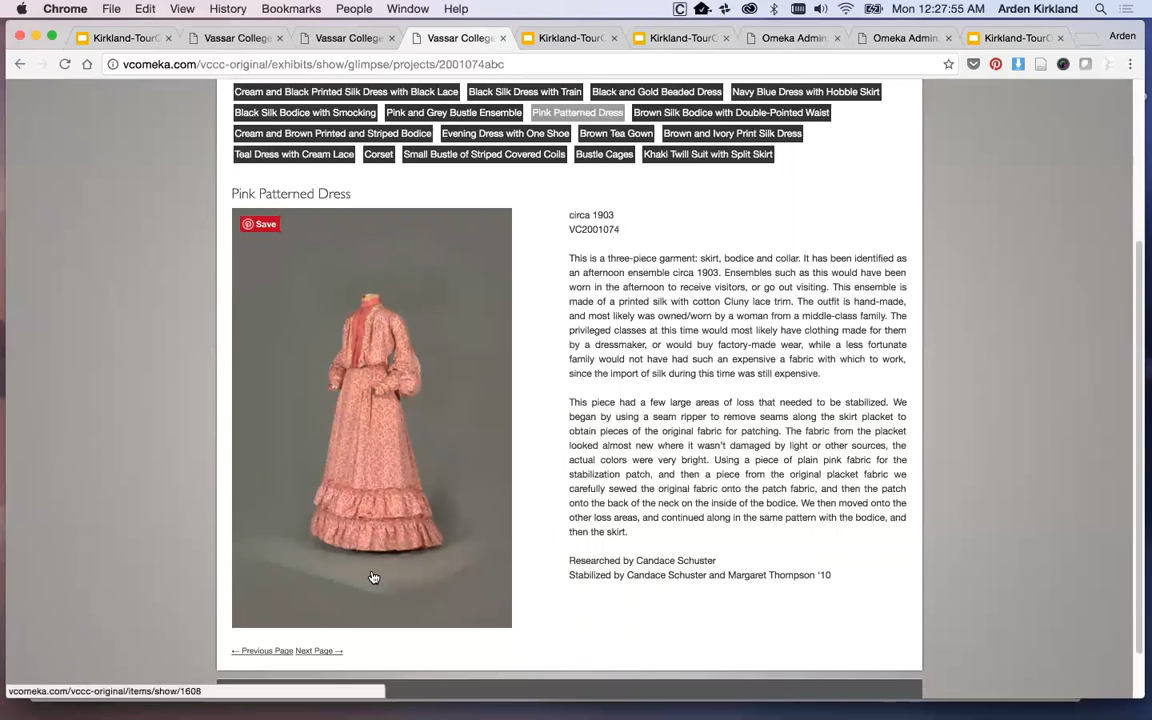 Chrome File Edit View History Bookmarks People Window Help Mon 12:27:55 AM Arden Kirkland
Kirkland-TourC × Vassar College × Vassar College × Vassar College × Kirkland-TourC × Kirkland-TourC × Omeka Admin × Omeka Admin × Kirkland-TourC × Arden
vcomeka.com/vccc-original/exhibits/show/glimpse/projects/2001074abc
Cream and Black Printed Silk Dress with Black Lace Black Silk Dress with Train Black and Gold Beaded Dress Navy Blue Dress with Hobble Skirt
Black Silk Bodice with Smocking Pink and Grey Bustle Ensemble Pink Patterned Dress Brown Silk Bodice with Double-Pointed Waist
Cream and Brown Printed and Striped Bodice Evening Dress with One Shoe Brown Tea Gown Brown and Ivory Print Silk Dress
Teal Dress with Cream Lace Corset Small Bustle of Striped Covered Coils Bustle Cages Khaki Twill Suit with Split Skirt
Pink Patterned Dress
Save
circa 1903
VC2001074
This is a three-piece garment: skirt, bodice and collar. It has been identified as
an afternoon ensemble circa 1903. Ensembles such as this would have been
worn in the afternoon to receive visitors, or go out visiting. This ensemble is
made of a printed silk with cotton Cluny lace trim. The outfit is hand-made,
and most likely was owned/worn by a woman from a middle-class family. The
privileged classes at this time would most likely have clothing made for them
by a dressmaker, or would buy factory-made wear, while a less fortunate
family would not have had such an expensive a fabric with which to work,
since the import of silk during this time was still expensive.
This piece had a few large areas of loss that needed to be stabilized. We
began by using a seam ripper to remove seams along the skirt placket to
obtain pieces of the original fabric for patching. The fabric from the placket
looked almost new where it wasn't damaged by light or other sources, the
actual colors were very bright. Using a piece of plain pink fabric for the
stabilization patch, and then a piece from the original placket fabric we
carefully sewed the original fabric onto the patch fabric, and then the patch
onto the back of the neck on the inside of the bodice. We then moved onto the
other loss areas, and continued along in the same pattern with the bodice, and
then the skirt.
Researched by Candace Schuster
Stabilized by Candace Schuster and Margaret Thompson '10
← Previous Page Next Page →
vcomeka.com/vccc-original/items/show/1608